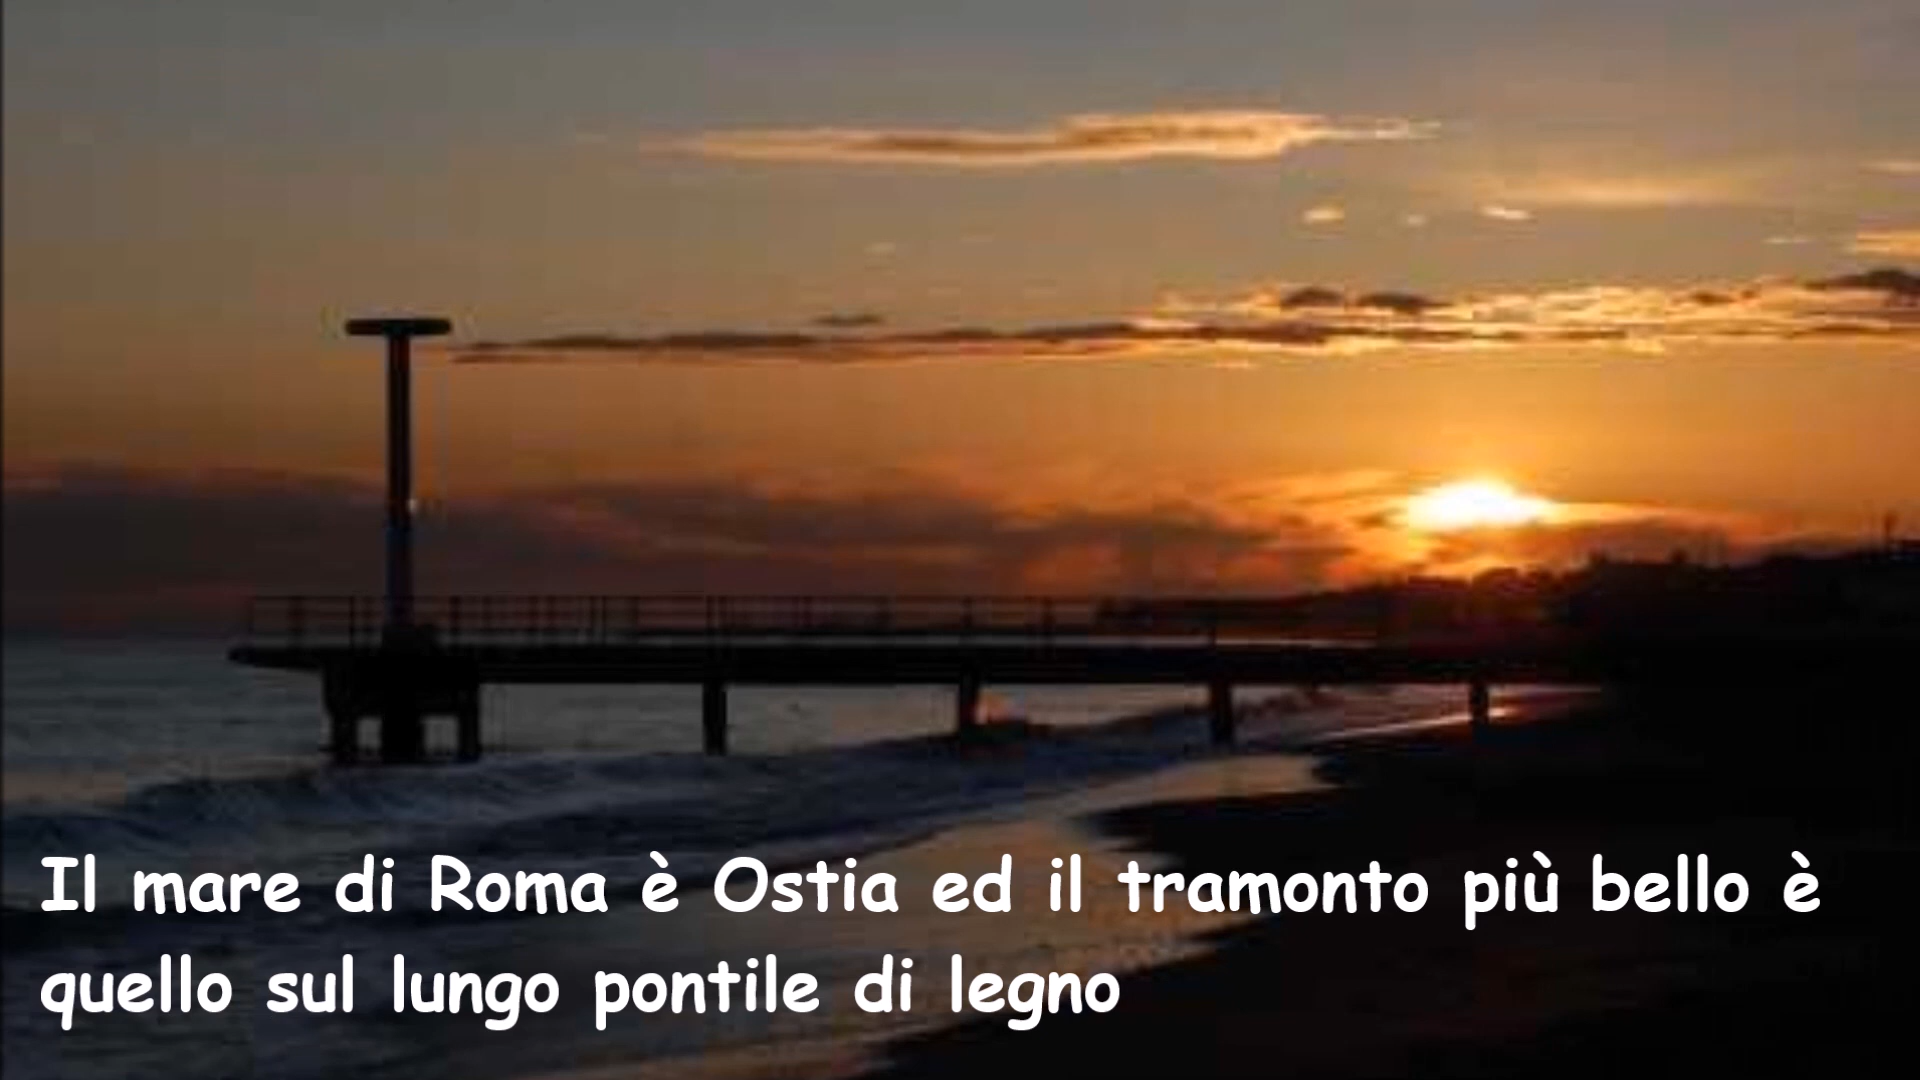 Il mare di Roma è Ostia ed il tramonto più bello è
quello sul lungo pontile di legno